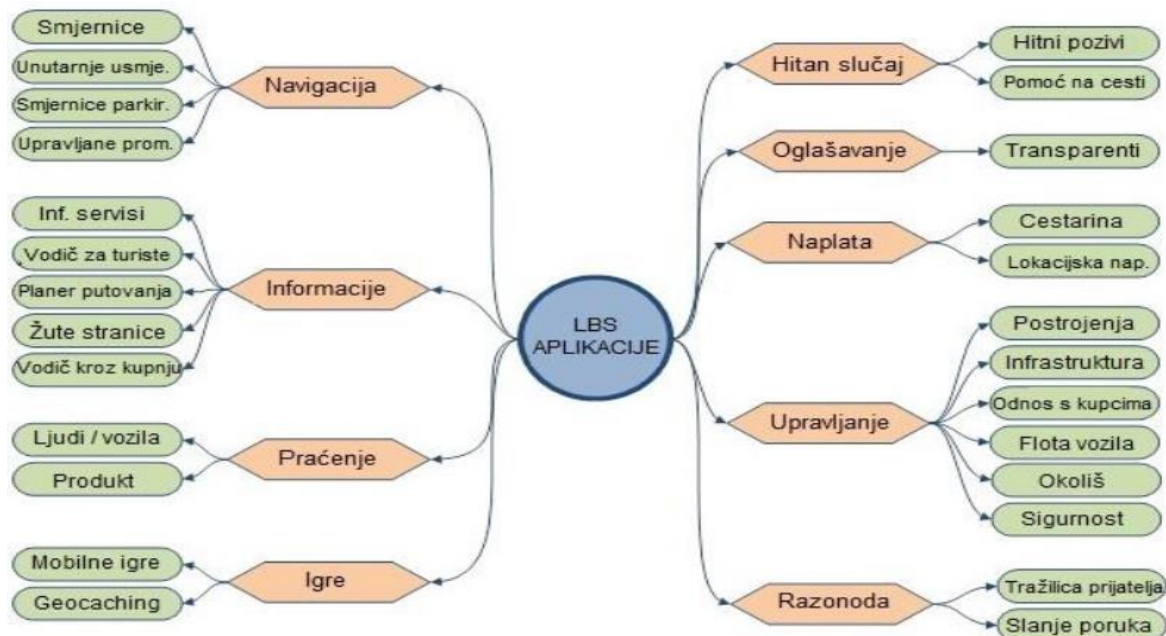 Smjernice
Unutarnje usmje.
Smjernice parkir.
Upravljane prom.
Navigacija
Inf. servisi
Vodič za turiste
Planer putovanja
Žute stranice
Vodič kroz kupnju
Informacije
Ljudi / vozila
Produkt
Praćenje
Mobilne igre
Geocaching
Igre
LBS
APLIKACIJE
Hitan slučaj
Hitni pozivi
Pomoć na cesti
Oglašavanje
Transparenti
Naplata
Cestarina
Lokacijska nap.
Upravljanje
Postrojenja
Infrastruktura
Odnos s kupcima
Flota vozila
Okoliš
Sigurnost
Razonoda
Tražilica prijatelja
Slanje poruka